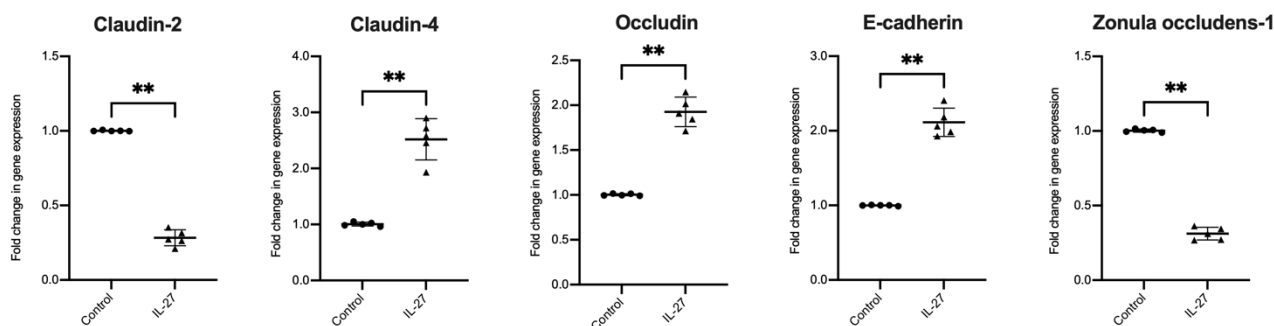 Claudin-2
Claudin-4
Occludin
E-cadherin
Zonula occludens-1
Fold change in gene expression
1.5
1.0
0.5
0.0
**
Control
IL-27
Fold change in gene expression
4.0
3.0
2.0
1.0
0.0
**
Control
IL-27
Fold change in gene expression
2.5
2.0
1.5
1.0
0.5
0.0
**
Control
IL-27
Fold change in gene expression
3.0
2.0
1.0
0.0
**
Control
IL-27
Fold change in gene expression
1.5
1.0
0.5
0.0
**
Control
IL-27